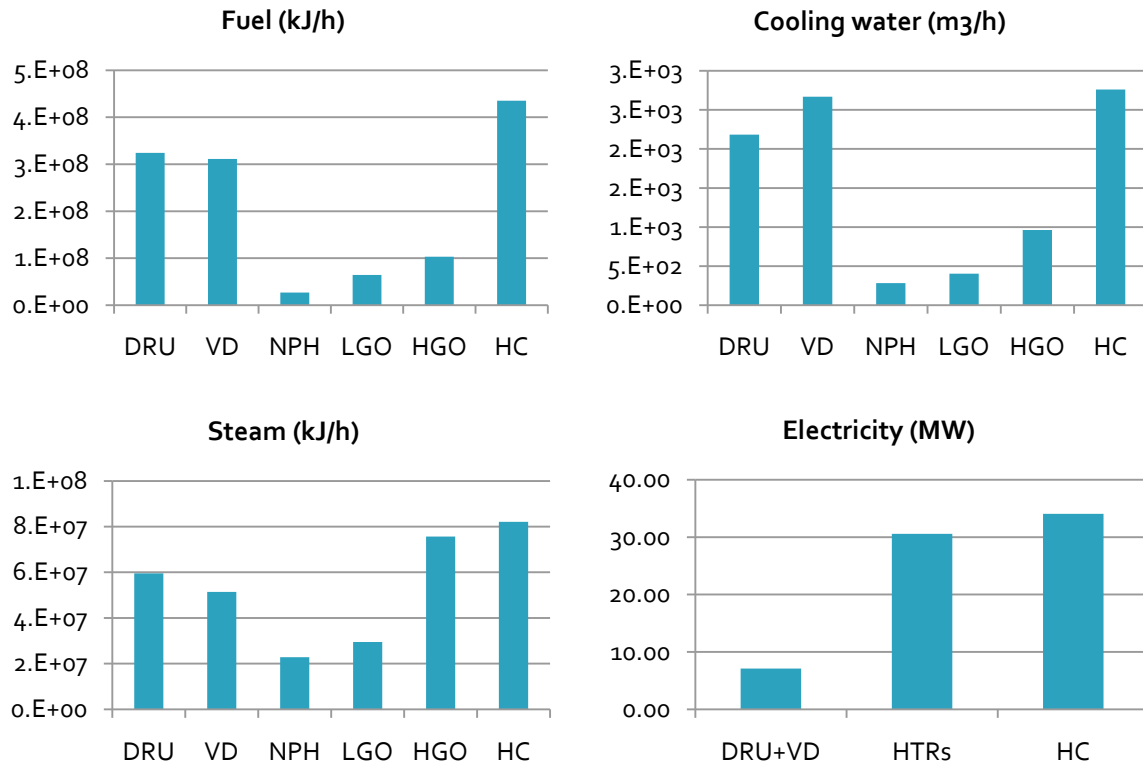 Fuel (kJ/h)
5.E+08
4.E+08
3.E+08
2.E+08
1.E+08
0.E+00
DRU VD NPH LGO HGO HC
Cooling water (m3/h)
3.E+03
3.E+03
2.E+03
2.E+03
1.E+03
5.E+02
0.E+00
DRU VD NPH LGO HGO HC
Steam (kJ/h)
1.E+08
8.E+07
6.E+07
4.E+07
2.E+07
0.E+00
DRU VD NPH LGO HGO HC
Electricity (MW)
40.00
30.00
20.00
10.00
0.00
DRU+VD HTRs HC